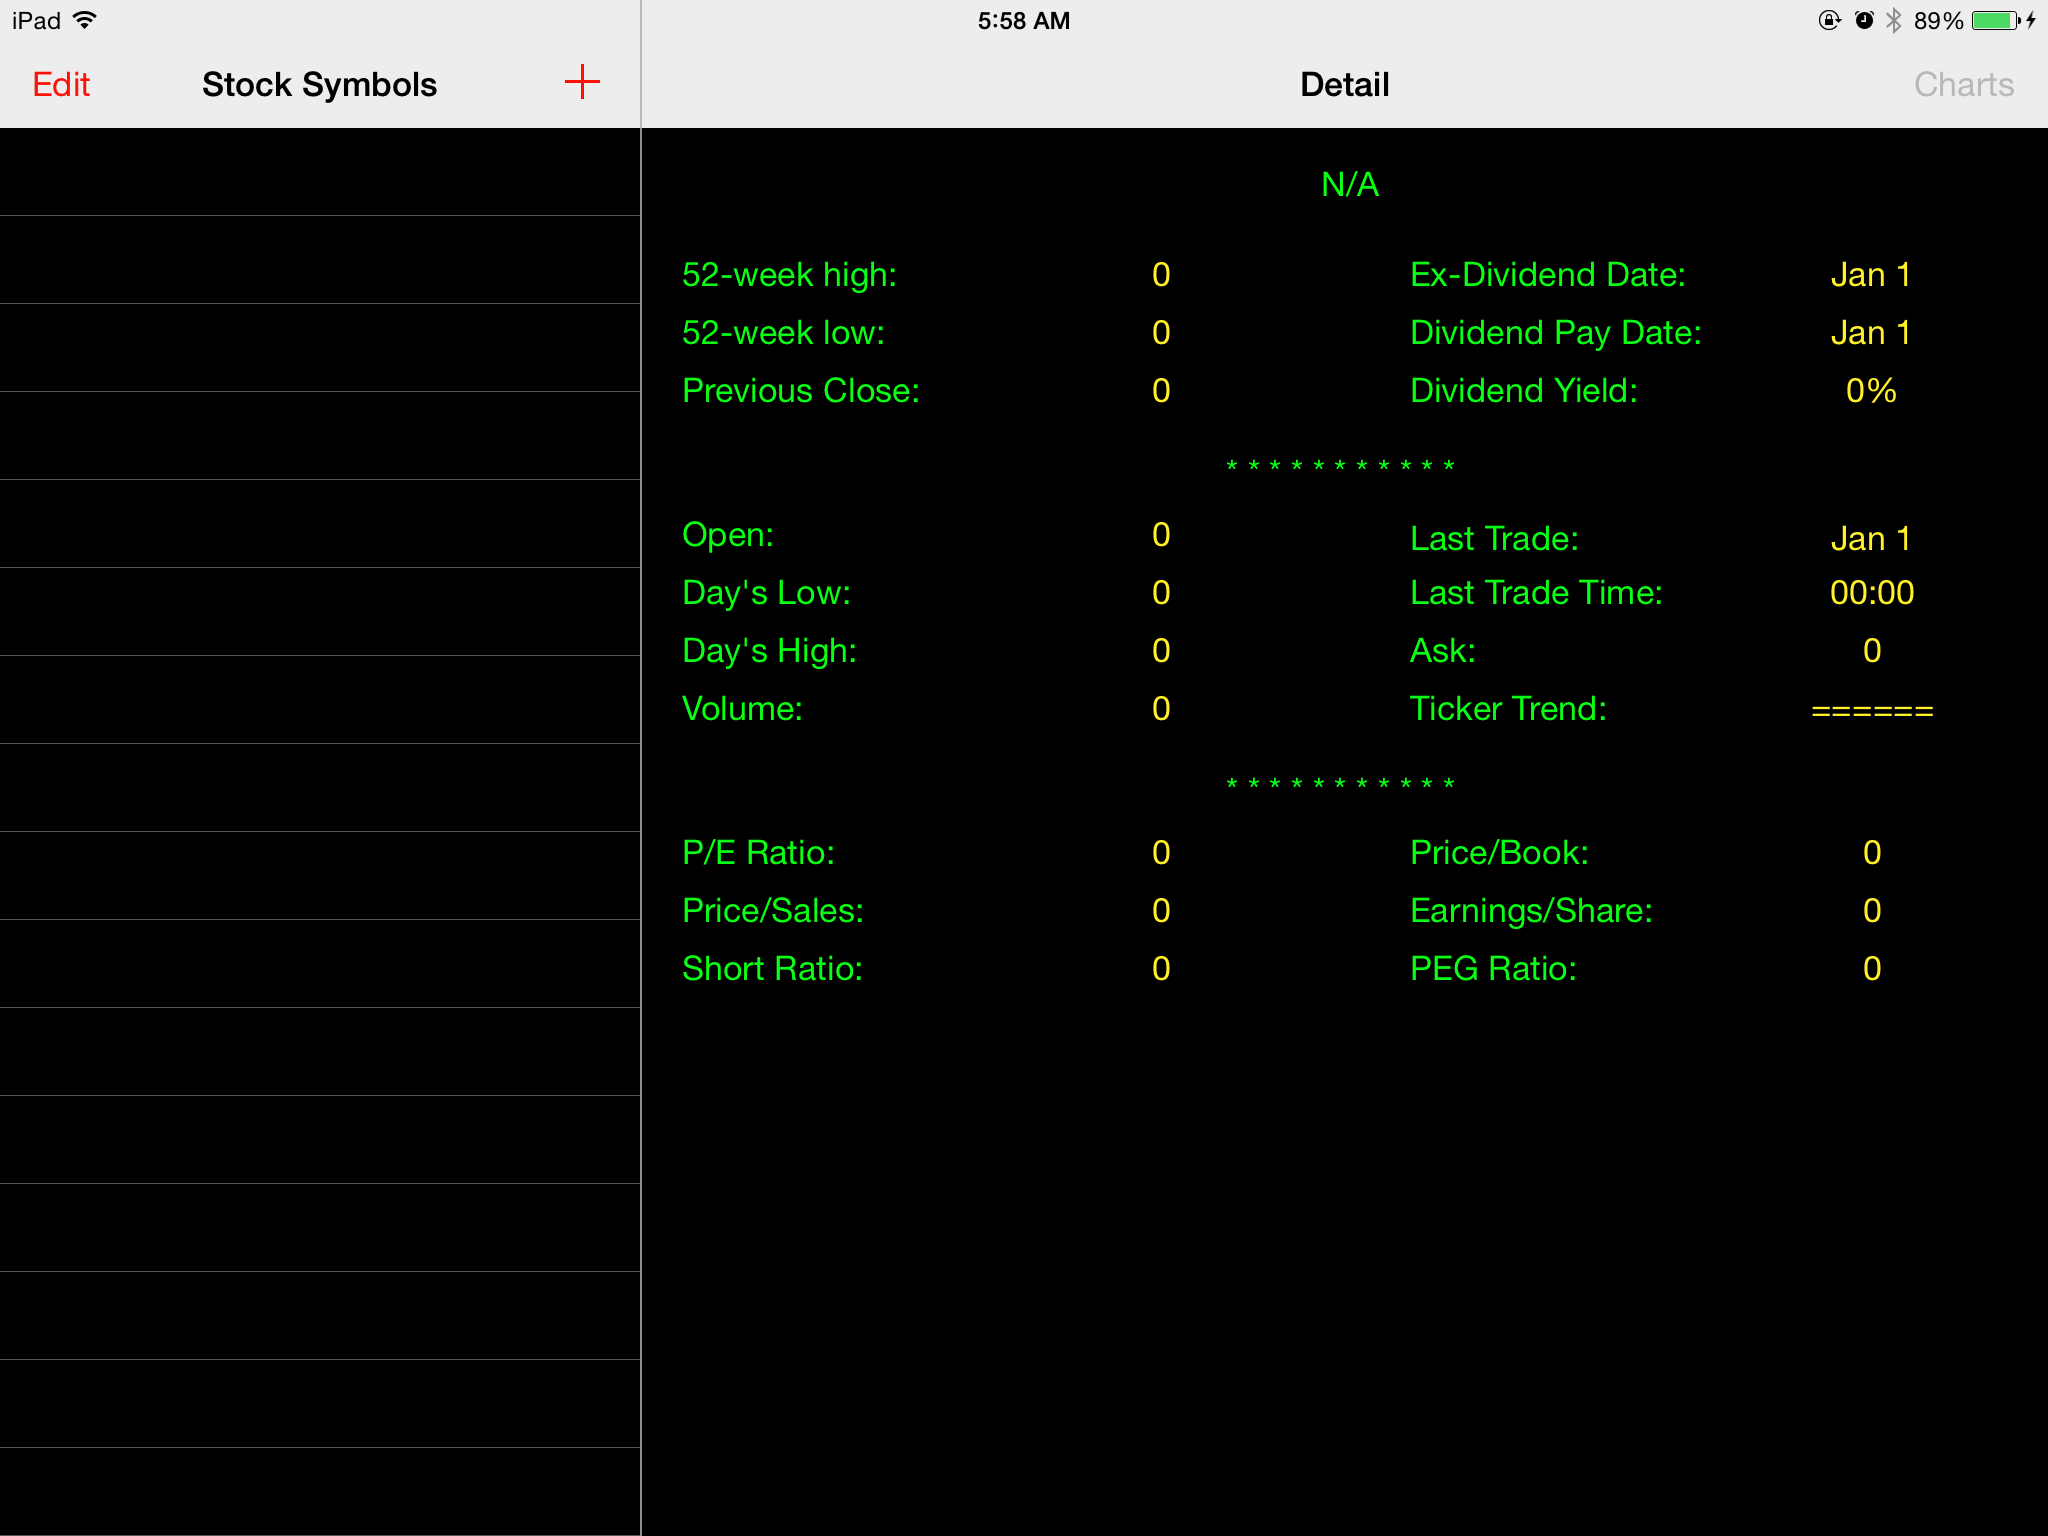 iPad 5:58 AM 89%
Edit Stock Symbols + Detail Charts
N/A
52-week high: 0 Ex-Dividend Date: Jan 1
52-week low: 0 Dividend Pay Date: Jan 1
Previous Close: 0 Dividend Yield: 0%
* * * * * * * * * * *
Open: 0 Last Trade: Jan 1
Day's Low: 0 Last Trade Time: 00:00
Day's High: 0 Ask: 0
Volume: 0 Ticker Trend: ======
* * * * * * * * * * *
P/E Ratio: 0 Price/Book: 0
Price/Sales: 0 Earnings/Share: 0
Short Ratio: 0 PEG Ratio: 0